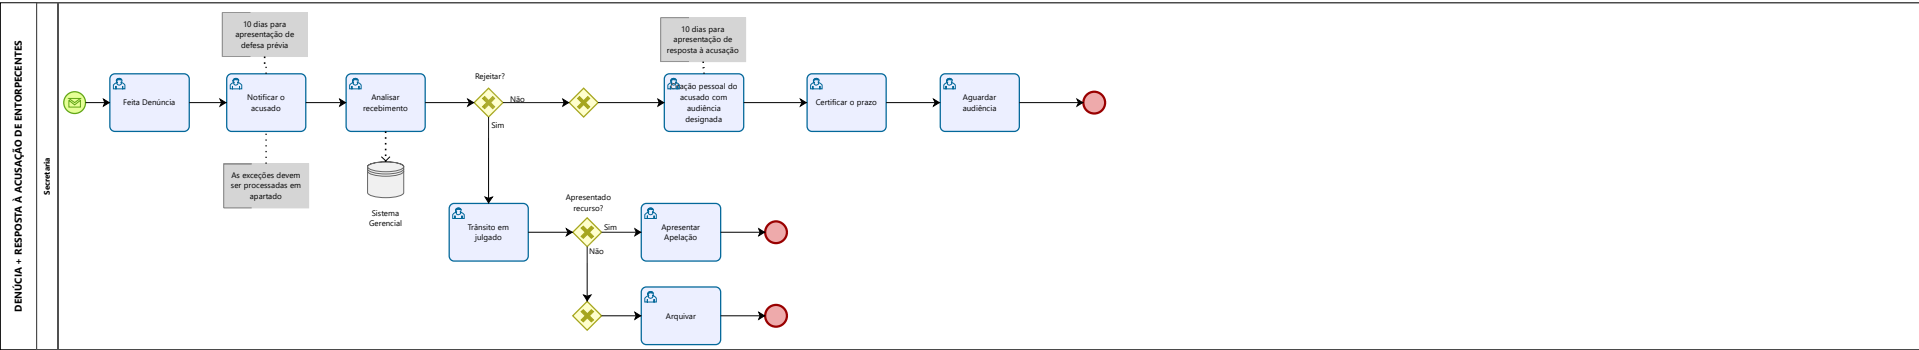 DENÚCIA + RESPOSTA À ACUSAÇÃO DE ENTORPECENTES
Secretaria
Feita Denúncia
10 dias para
apresentação de
defesa prévia
Notificar o
acusado
As exceções devem
ser processadas em
apartado
Analisar
recebimento
Sistema
Gerencial
Rejeitar?
Não
Sim
10 dias para
apresentação de
resposta à acusação
pessoal do
acusado com
audiência
designada
Certificar o prazo
Aguardar
audiência
Trânsito em
julgado
Apresentado
recurso?
Sim
Não
Apresentar
Apelação
Arquivar